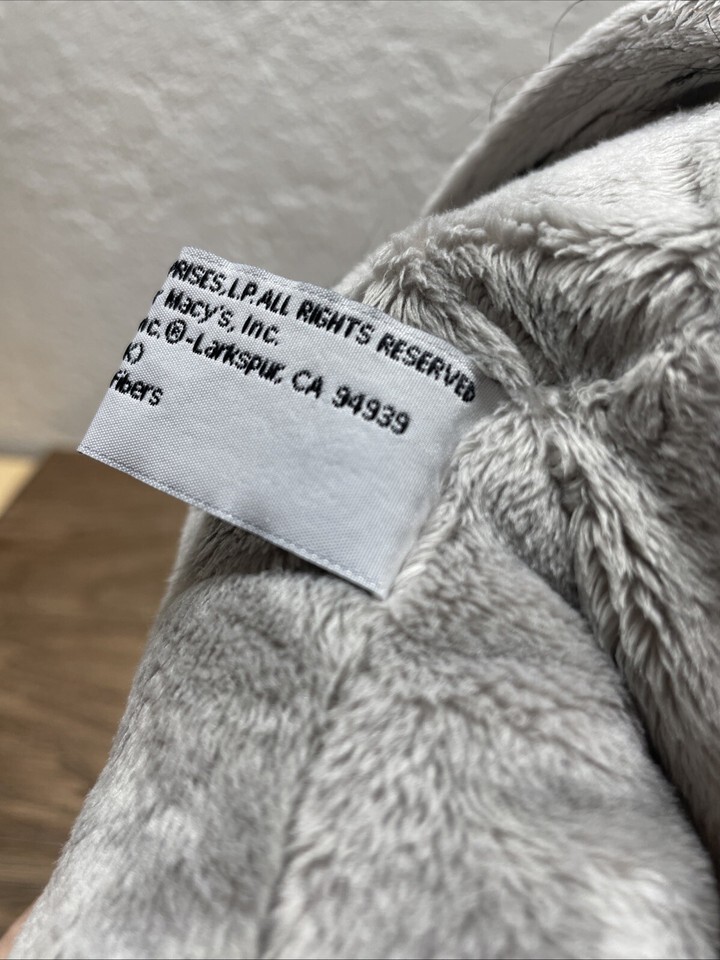 PRISES, L.P. ALL RIGHTS RESERVED
r Macy's, Inc.
nc. ®-Larkspur, CA 94939
K)
Fibers